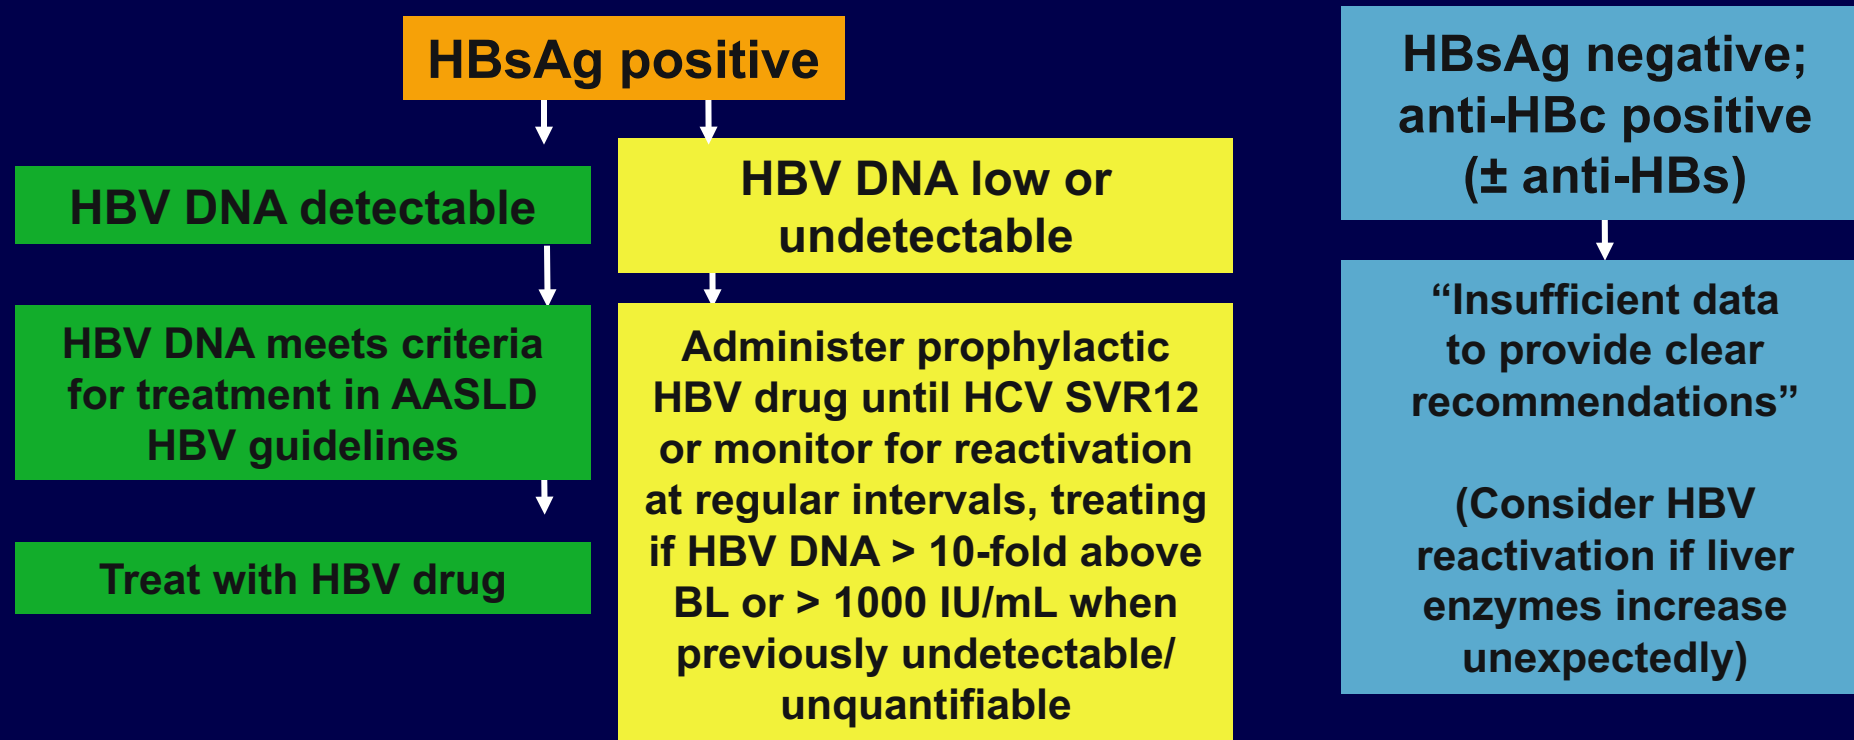 HBsAg positive
HBV DNA detectable
HBV DNA meets criteria
for treatment in AASLD
HBV guidelines
Treat with HBV drug
HBV DNA low or
undetectable
Administer prophylactic
HBV drug until HCV SVR12
or monitor for reactivation
at regular intervals, treating
if HBV DNA > 10-fold above
BL or > 1000 IU/mL when
previously undetectable/
unquantifiable
HBsAg negative;
anti-HBc positive
(± anti-HBs)
“Insufficient data
to provide clear
recommendations”
(Consider HBV
reactivation if liver
enzymes increase
unexpectedly)